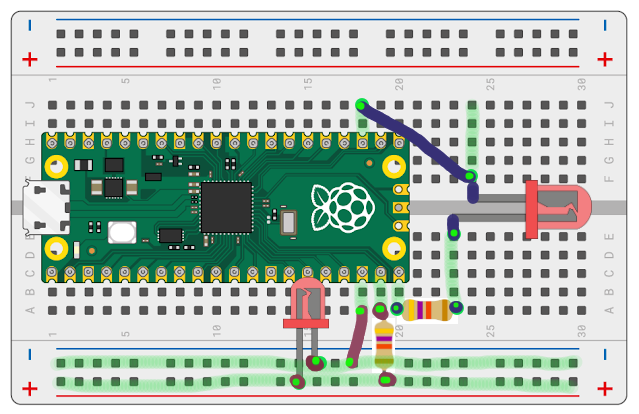 - -
+ +
1 5 10 15 20 25 30
J J
I I
H H
G G
F F
E E
D D
C C
B B
A A
1 5 10 15 20 25 30
- -
+ +